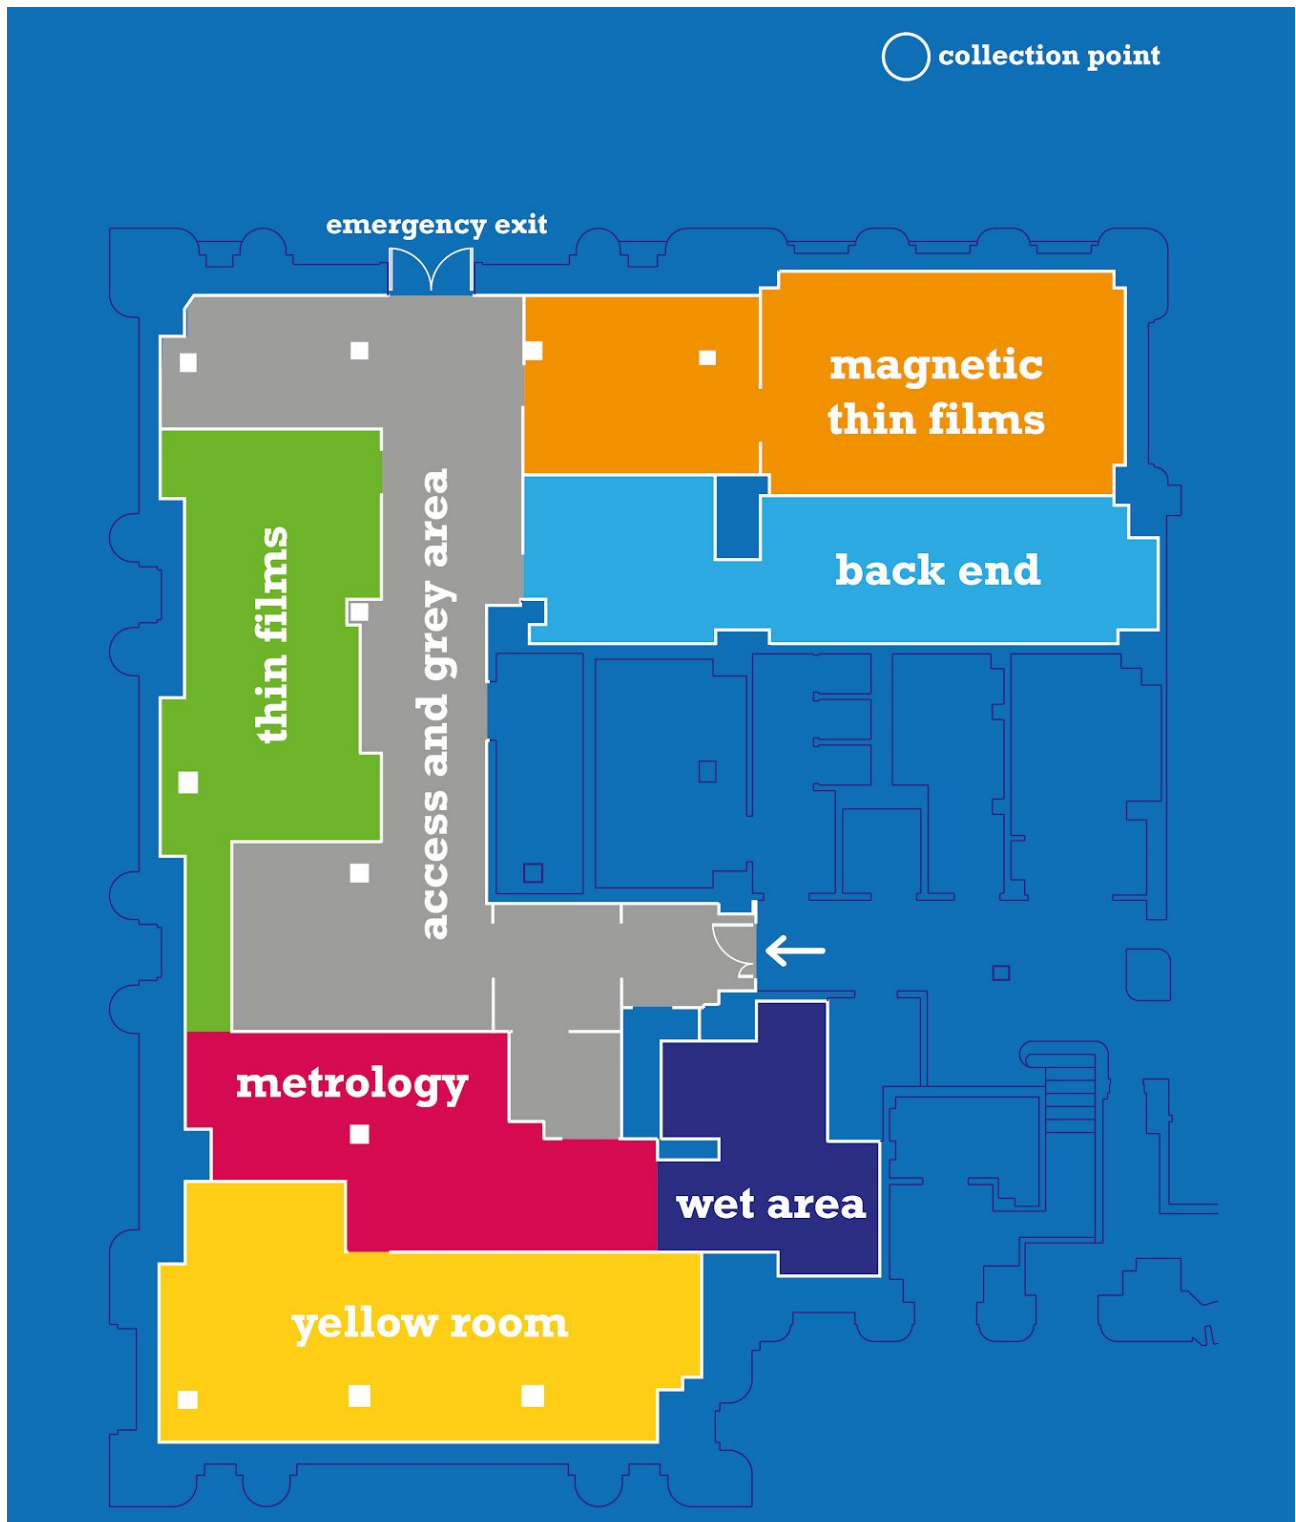 collection point
emergency exit
magnetic
thin films
back end
thin films
access and grey area
metrology
wet area
yellow room